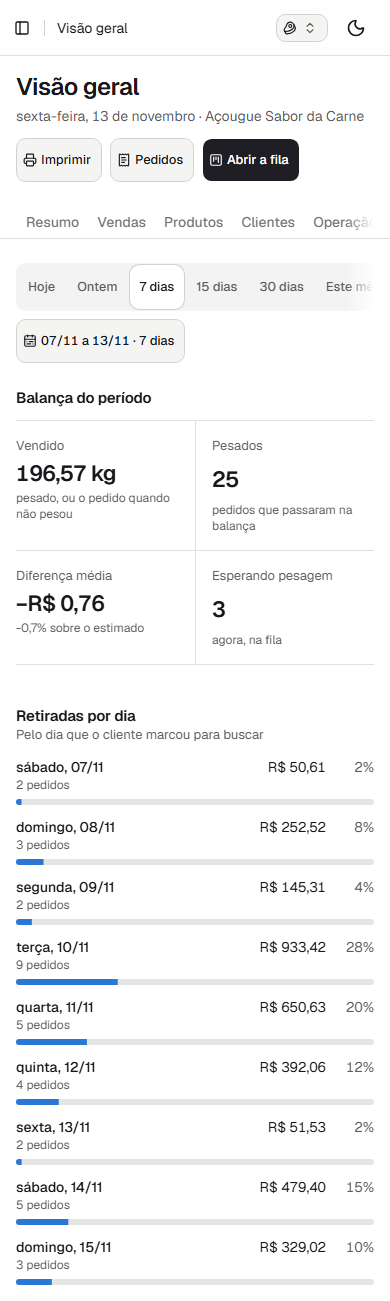 Visão geral
Visão geral
sexta-feira, 13 de novembro · Açougue Sabor da Carne
Imprimir Pedidos Abrir a fila
Resumo Vendas Produtos Clientes Operação
Hoje Ontem 7 dias 15 dias 30 dias Este mê
07/11 a 13/11 · 7 dias
Balança do período
Vendido
196,57 kg
pesado, ou o pedido quando
não pesou
Pesados
25
pedidos que passaram na
balança
Diferença média
−R$ 0,76
-0,7% sobre o estimado
Esperando pesagem
3
agora, na fila
Retiradas por dia
Pelo dia que o cliente marcou para buscar
sábado, 07/11 R$ 50,61 2%
2 pedidos
domingo, 08/11 R$ 252,52 8%
3 pedidos
segunda, 09/11 R$ 145,31 4%
2 pedidos
terça, 10/11 R$ 933,42 28%
9 pedidos
quarta, 11/11 R$ 650,63 20%
5 pedidos
quinta, 12/11 R$ 392,06 12%
4 pedidos
sexta, 13/11 R$ 51,53 2%
2 pedidos
sábado, 14/11 R$ 479,40 15%
5 pedidos
domingo, 15/11 R$ 329,02 10%
3 pedidos